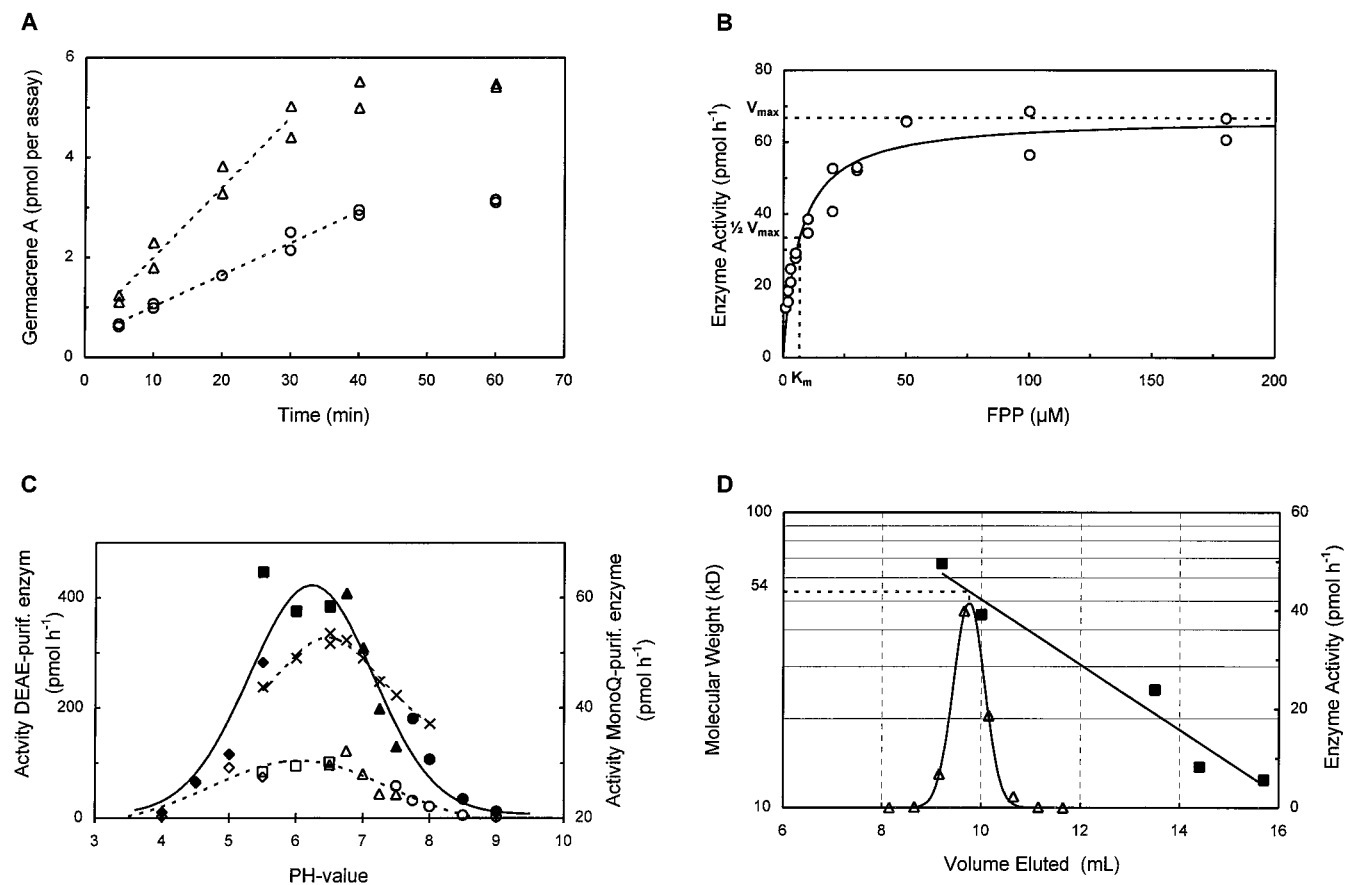 A
Germacrene A (pmol per assay)
6
4
2
0
0 10 20 30 40 50 60 70
Time (min)
B
Enzyme Activity (pmol h⁻¹)
80
60
40
20
0
Vmax
½ Vmax
0 Km 50 100 150 200
FPP (µM)
C
Actvity DEAE-purif. enzym
(pmol h⁻¹)
400
200
0
60
40
20
Activity MonoQ-purif. enzyme
(pmol h⁻¹)
3 4 5 6 7 8 9 10
PH-value
D
Molecular Weight (kD)
100
54
10
60
40
20
0
Enzyme Activity (pmol h⁻¹)
6 8 10 12 14 16
Volume Eluted (mL)